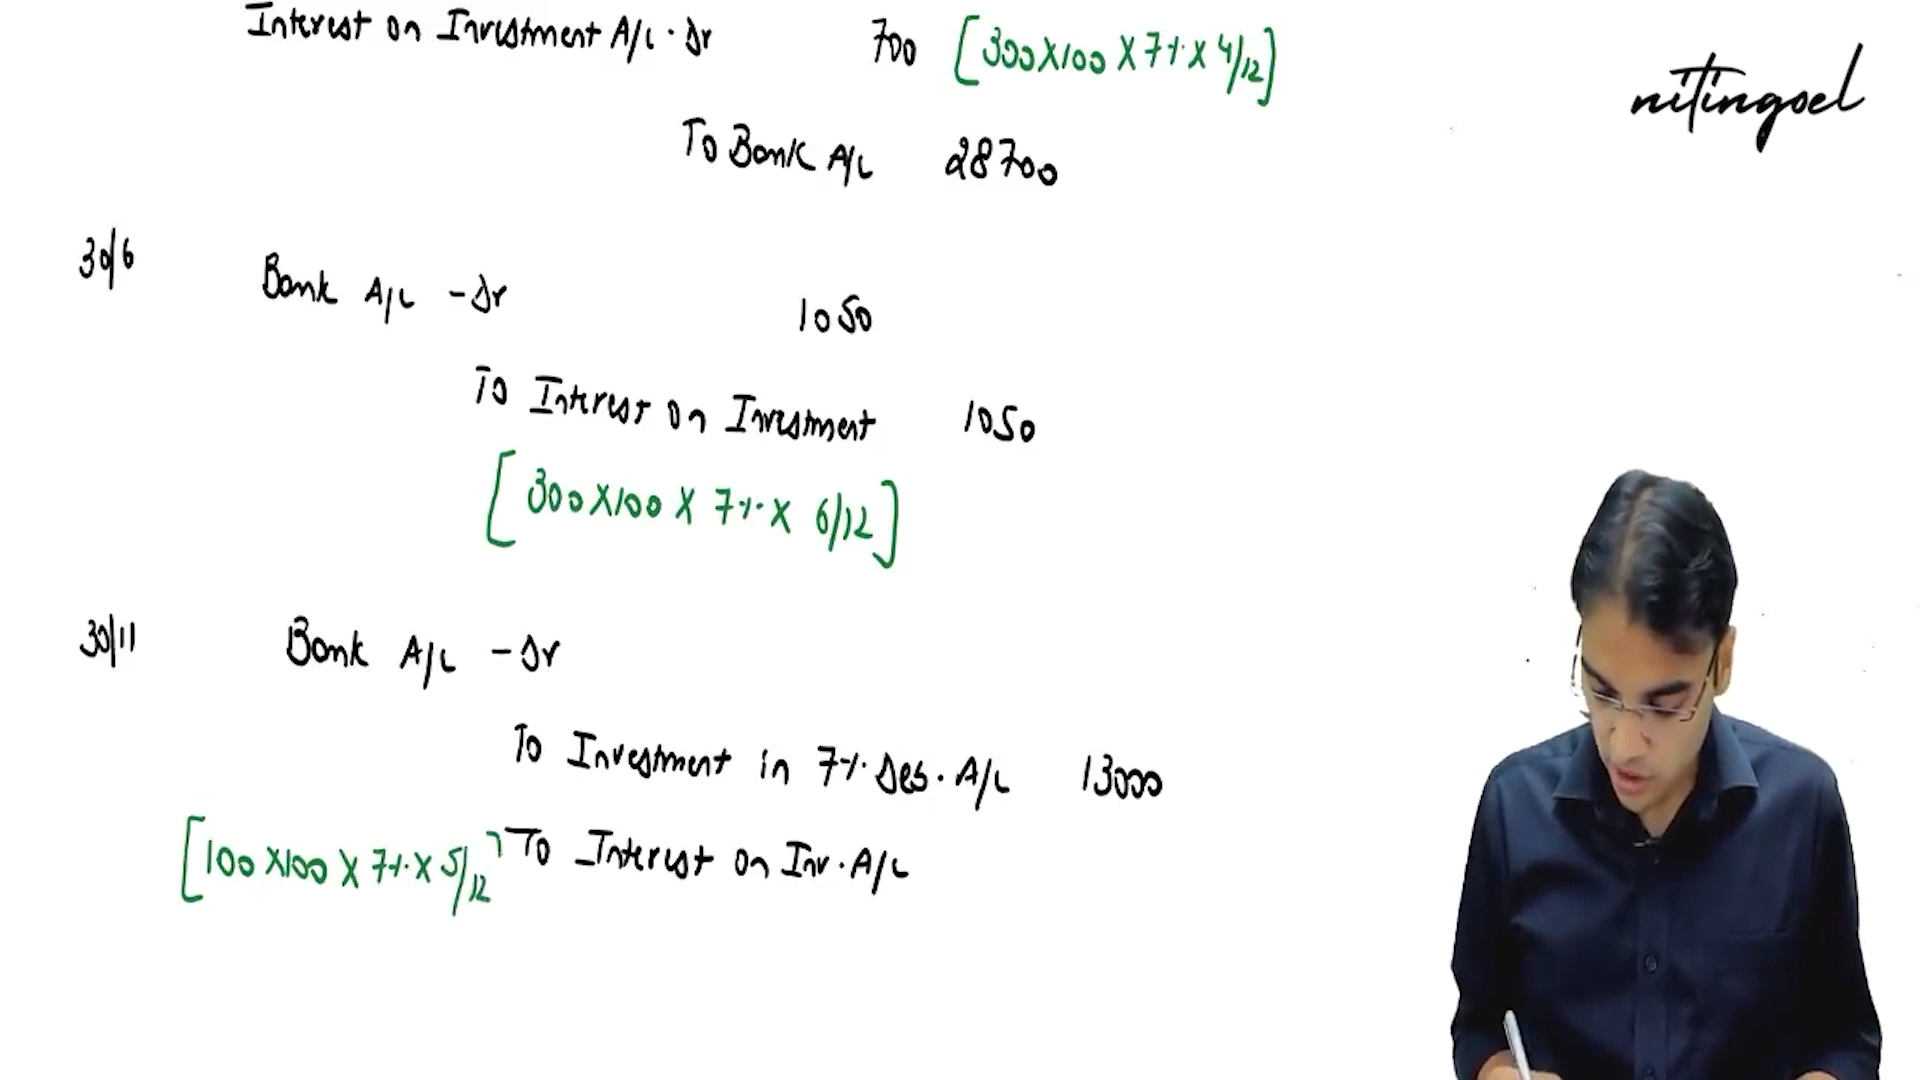 Interest on Investment A/c. Dr 700 [300X100 X 7% X 4/12]
nitingoel
To Bank A/c 28700
30/6 Bank A/c - Dr 1050
To Interest on Investment 1050
[300X100 X 7% X 6/12]
30/11 Bank A/c - Dr
To Investment in 7% Deb. A/c 13000
[100 X100 X 7% X 5/12] To Interest on Inv. A/c